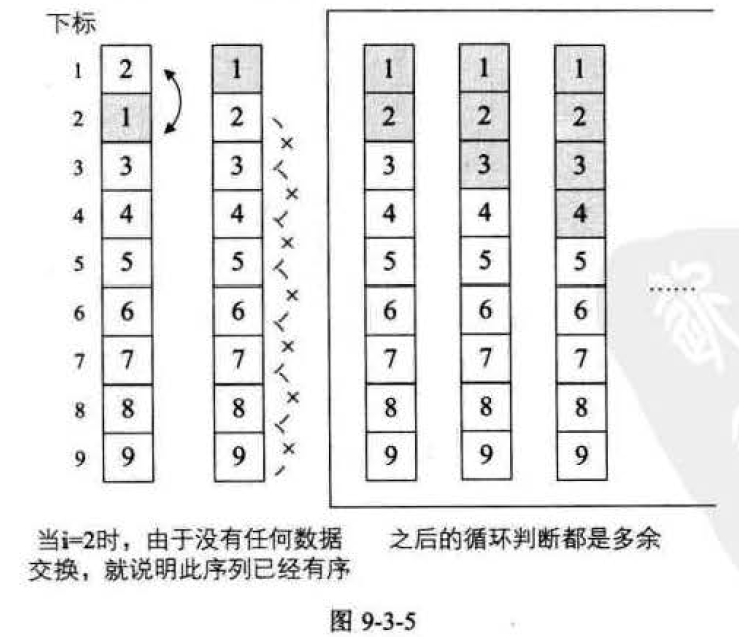 下标
1 2 1 1 1 1
2 1 2 2 2 2
3 3 3 3 3 3
4 4 4 4 4 4
5 5 5 5 5 5
6 6 6 6 6 6
7 7 7 7 7 7
8 8 8 8 8 8
9 9 9 9 9 9
......
当i=2时，由于没有任何数据
交换，就说明此序列已经有序
之后的循环判断都是多余
图 9-3-5